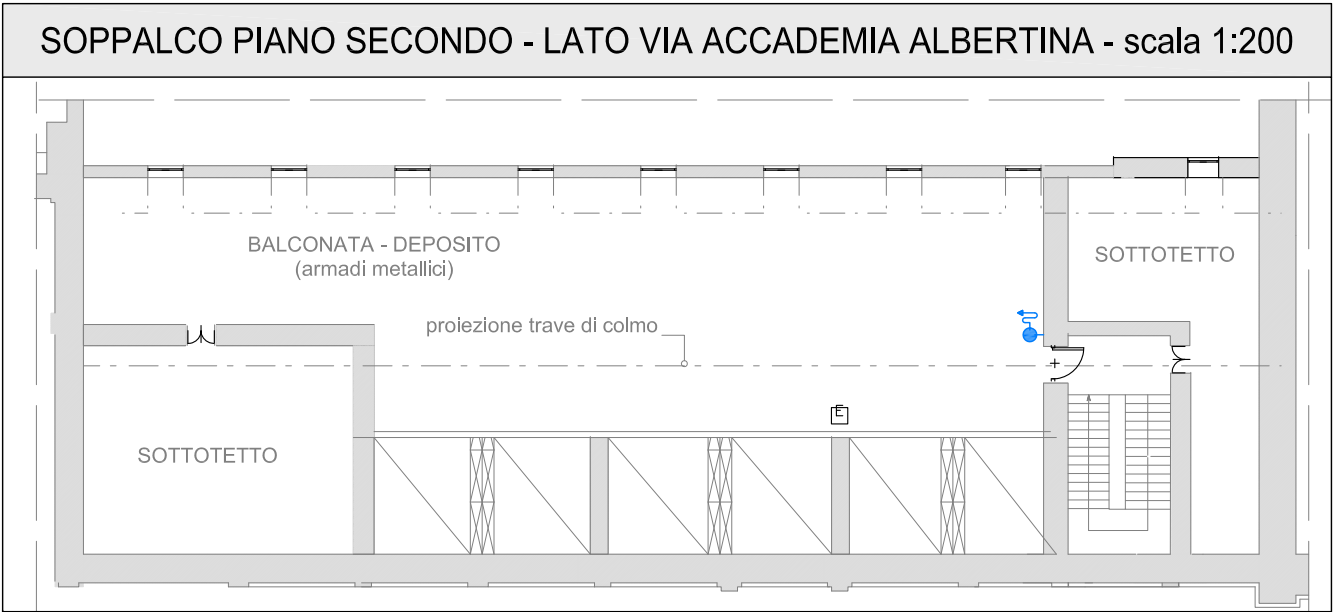 SOPPALCO PIANO SECONDO - LATO VIA ACCADEMIA ALBERTINA - scala 1:200
BALCONATA - DEPOSITO
(armadi metallici)
SOTTOTETTO
proiezione trave di colmo
E
SOTTOTETTO